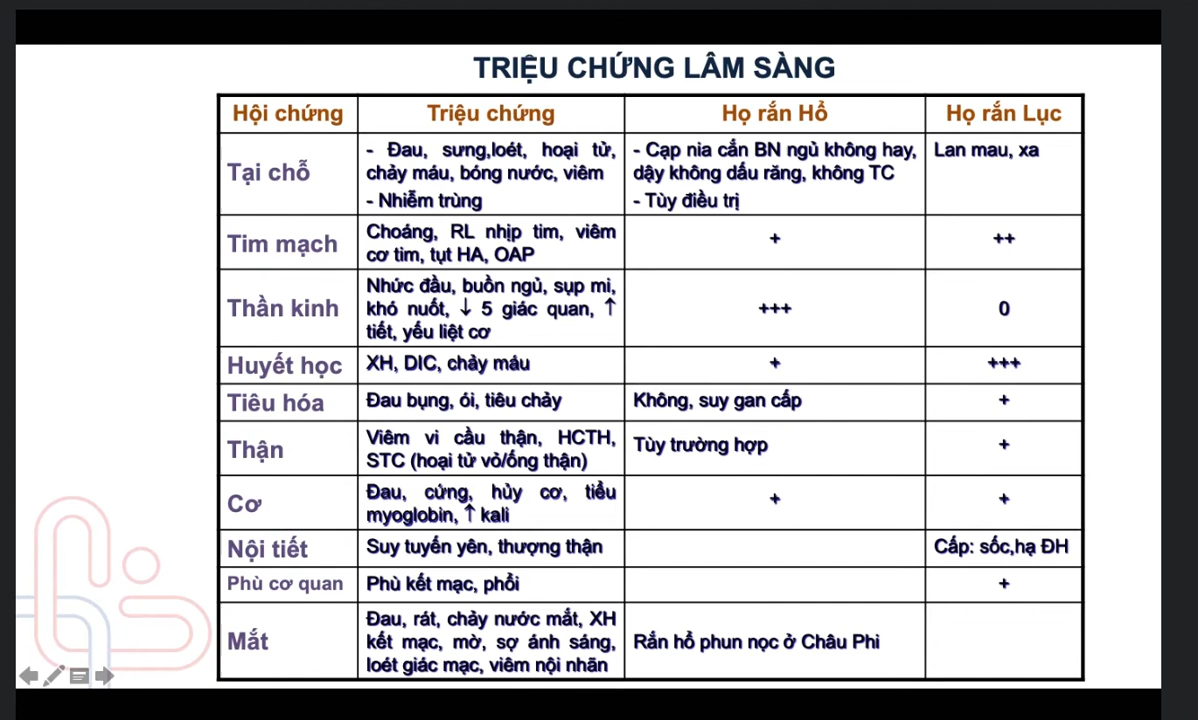 TRIỆU CHỨNG LÂM SÀNG
Hội chứng
Triệu chứng
Họ rắn Hổ
Họ rắn Lục
Tại chỗ
- Đau, sưng,loét, hoại tử,
chảy máu, bóng nước, viêm
- Nhiễm trùng
- Cạp nia cắn BN ngủ không hay,
dậy không dấu răng, không TC
- Tùy điều trị
Lan mau, xa
Tim mạch
Choáng, RL nhịp tim, viêm
cơ tim, tụt HA, OAP
+
++
Thần kinh
Nhức đầu, buồn ngủ, sụp mi,
khó nuốt, ↓ 5 giác quan, ↑
tiết, yếu liệt cơ
+++
0
Huyết học
XH, DIC, chảy máu
+
+++
Tiêu hóa
Đau bụng, ói, tiêu chảy
Không, suy gan cấp
+
Thận
Viêm vi cầu thận, HCTH,
STC (hoại tử vỏ/ống thận)
Tùy trường hợp
+
Cơ
Đau, cứng, hủy cơ, tiểu
myoglobin, ↑ kali
+
+
Nội tiết
Suy tuyến yên, thượng thận
Cấp: sốc,hạ ĐH
Phù cơ quan
Phù kết mạc, phổi
+
Mắt
Đau, rát, chảy nước mắt, XH
kết mạc, mờ, sợ ánh sáng,
loét giác mạc, viêm nội nhãn
Rắn hổ phun nọc ở Châu Phi